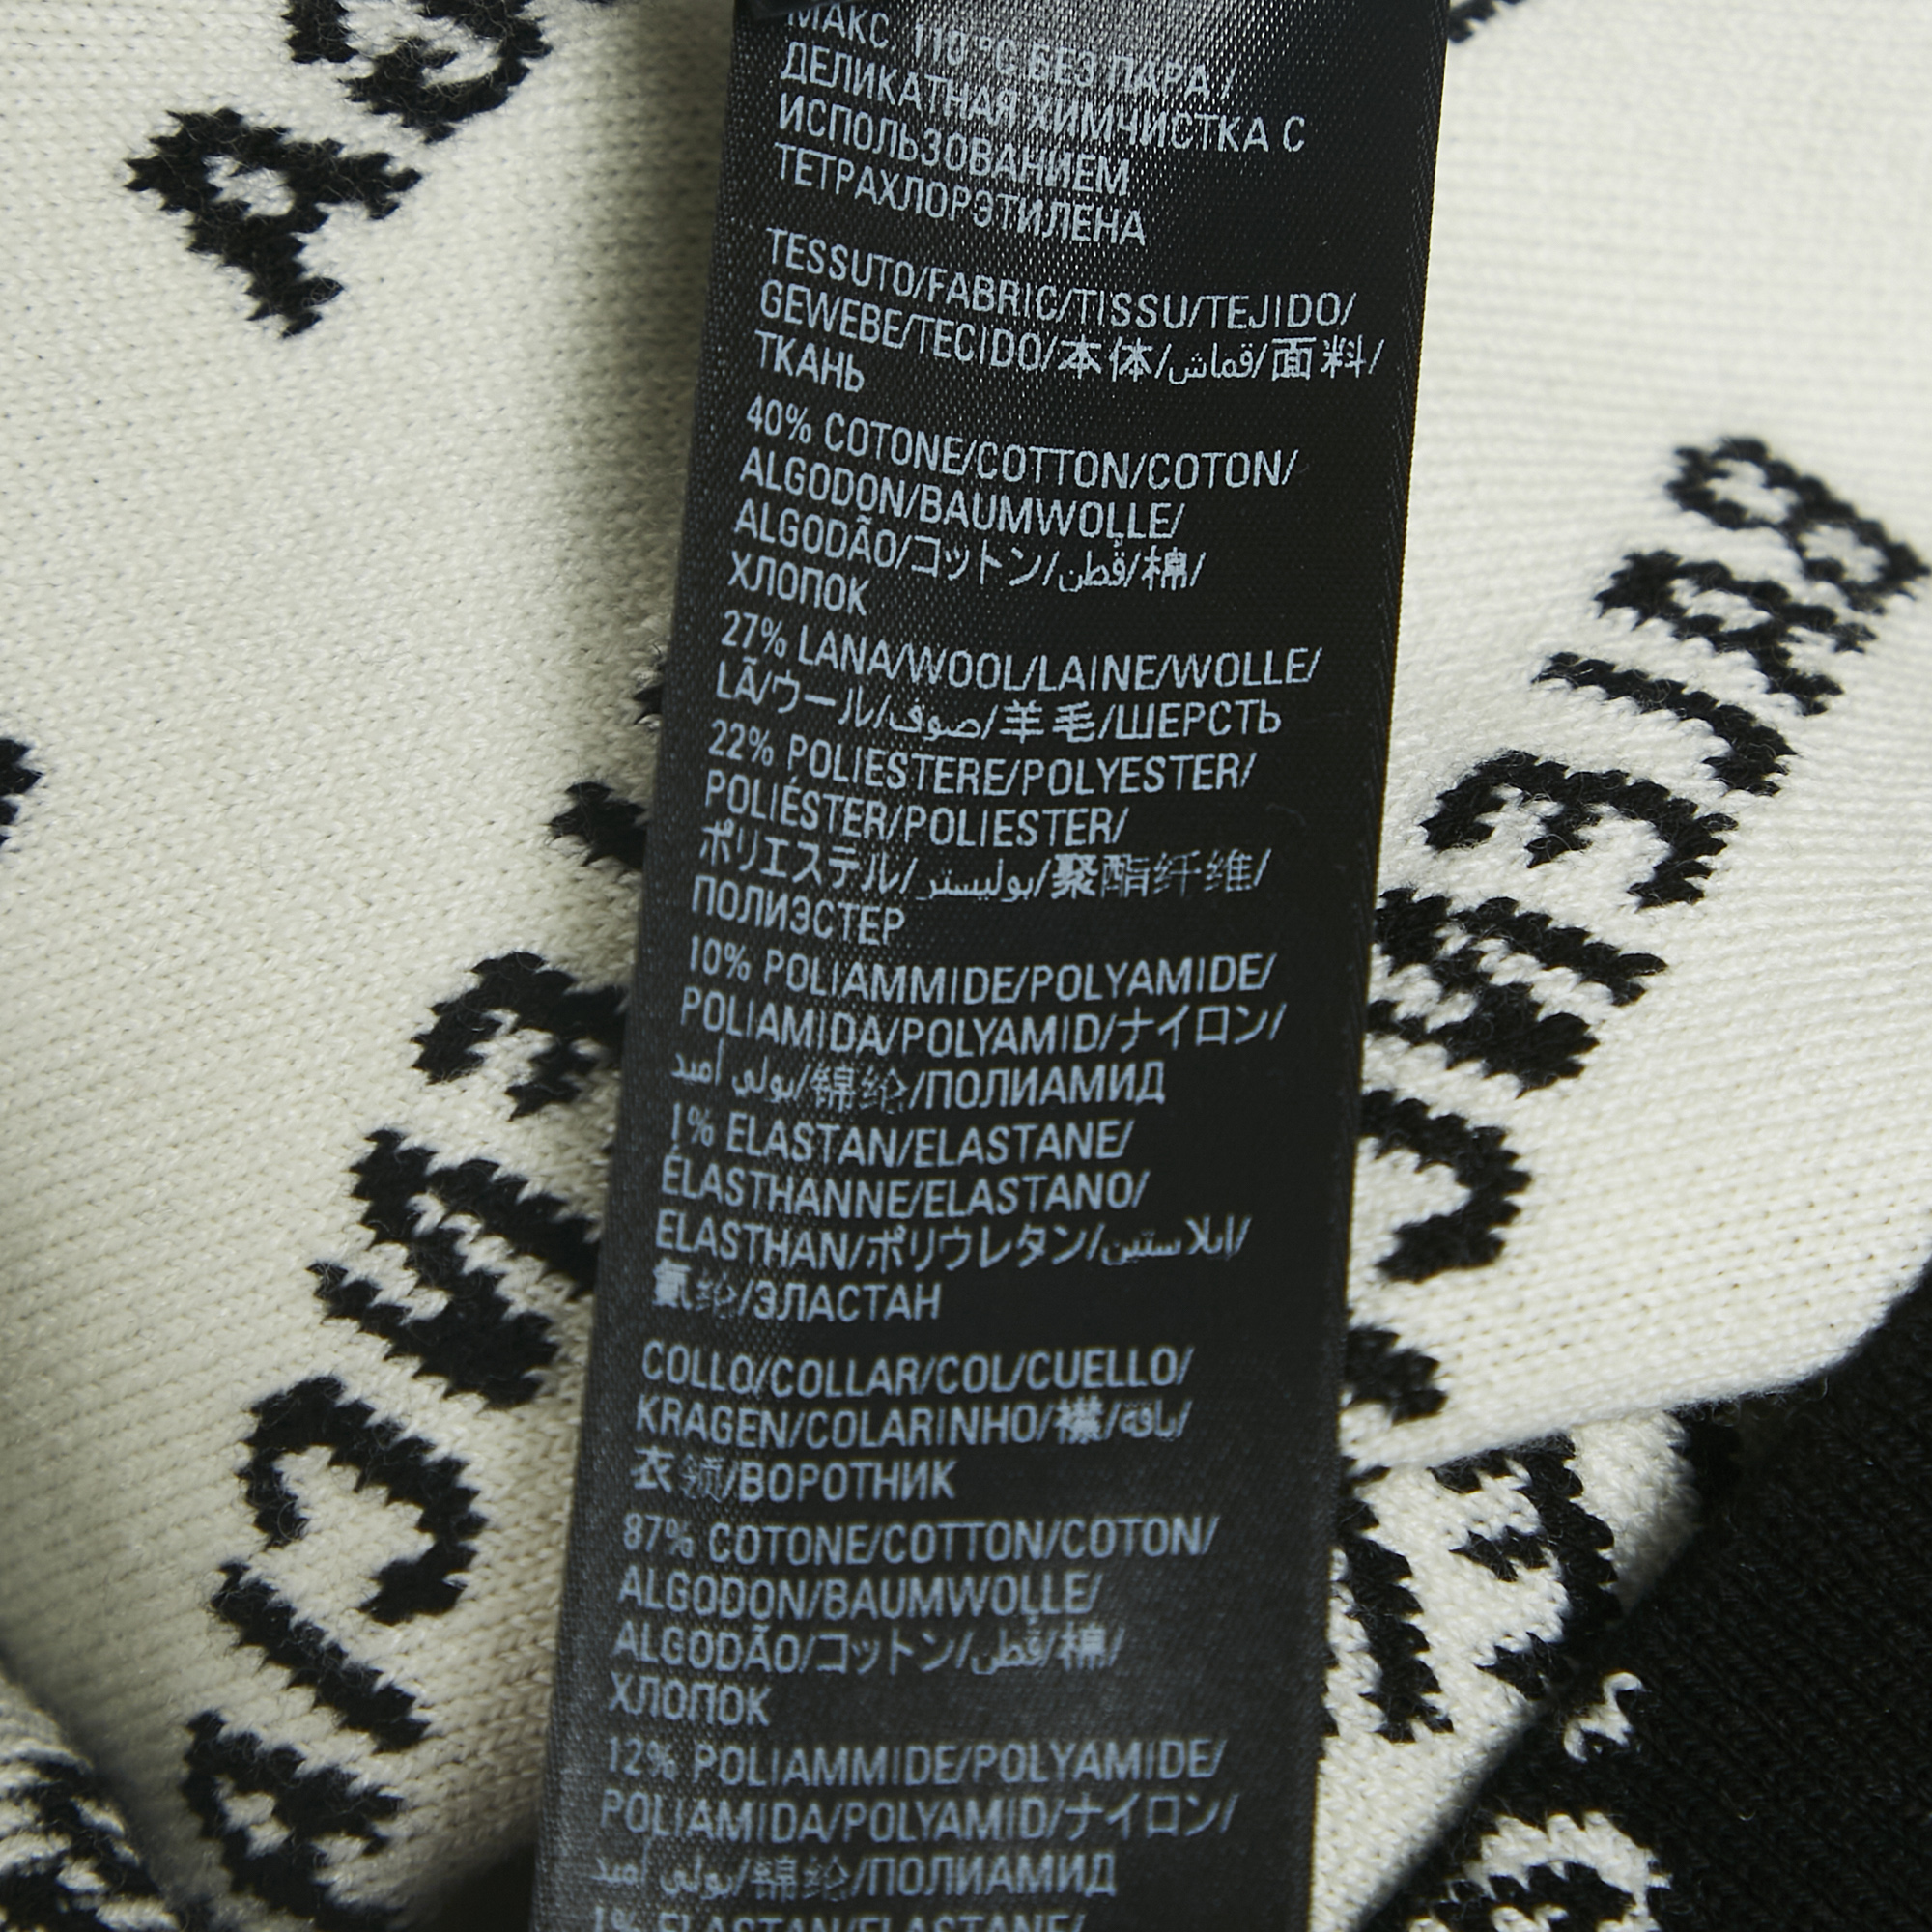 МАКС. 110°C БЕЗ ПАРА/
ДЕЛИКАТНАЯ ХИМЧИСТКА С
ИСПОЛЬЗОВАНИЕМ
ТЕТРАХЛОРЭТИЛЕНА
TESSUTO/FABRIC/TISSU/TEJIDO/
GEWEBE/TECIDO/本体/قماش/面料/
ТКАНЬ
40% COTONE/COTTON/COTON/
ALGODON/BAUMWOLLE/
ALGODÃO/コットン/قطن/棉/
ХЛОПОК
27% LANA/WOOL/LAINE/WOLLE/
LÃ/ウール/صوف/羊毛/ШЕРСТЬ
22% POLIESTERE/POLYESTER/
POLIÉSTER/POLIESTER/
ポリエステル/بوليستر/聚酯纤维/
ПОЛИЭСТЕР
10% POLIAMMIDE/POLYAMIDE/
POLIAMIDA/POLYAMID/ナイロン/
بولي أميد/锦纶/ПОЛИАМИД
1% ELASTAN/ELASTANE/
ÉLASTHANNE/ELASTANO/
ELASTHAN/ポリウレタン/إيلاستين/
氨纶/ЭЛАСТАН
COLLO/COLLAR/COL/CUELLO/
KRAGEN/COLARINHO/襟/ياقة/
衣领/ВОРОТНИК
87% COTONE/COTTON/COTON/
ALGODON/BAUMWOLLE/
ALGODÃO/コットン/قطن/棉/
ХЛОПОК
12% POLIAMMIDE/POLYAMIDE/
POLIAMIDA/POLYAMID/ナイロン/
بولي أميد/锦纶/ПОЛИАМИД
1% ELASTAN/ELASTANE/